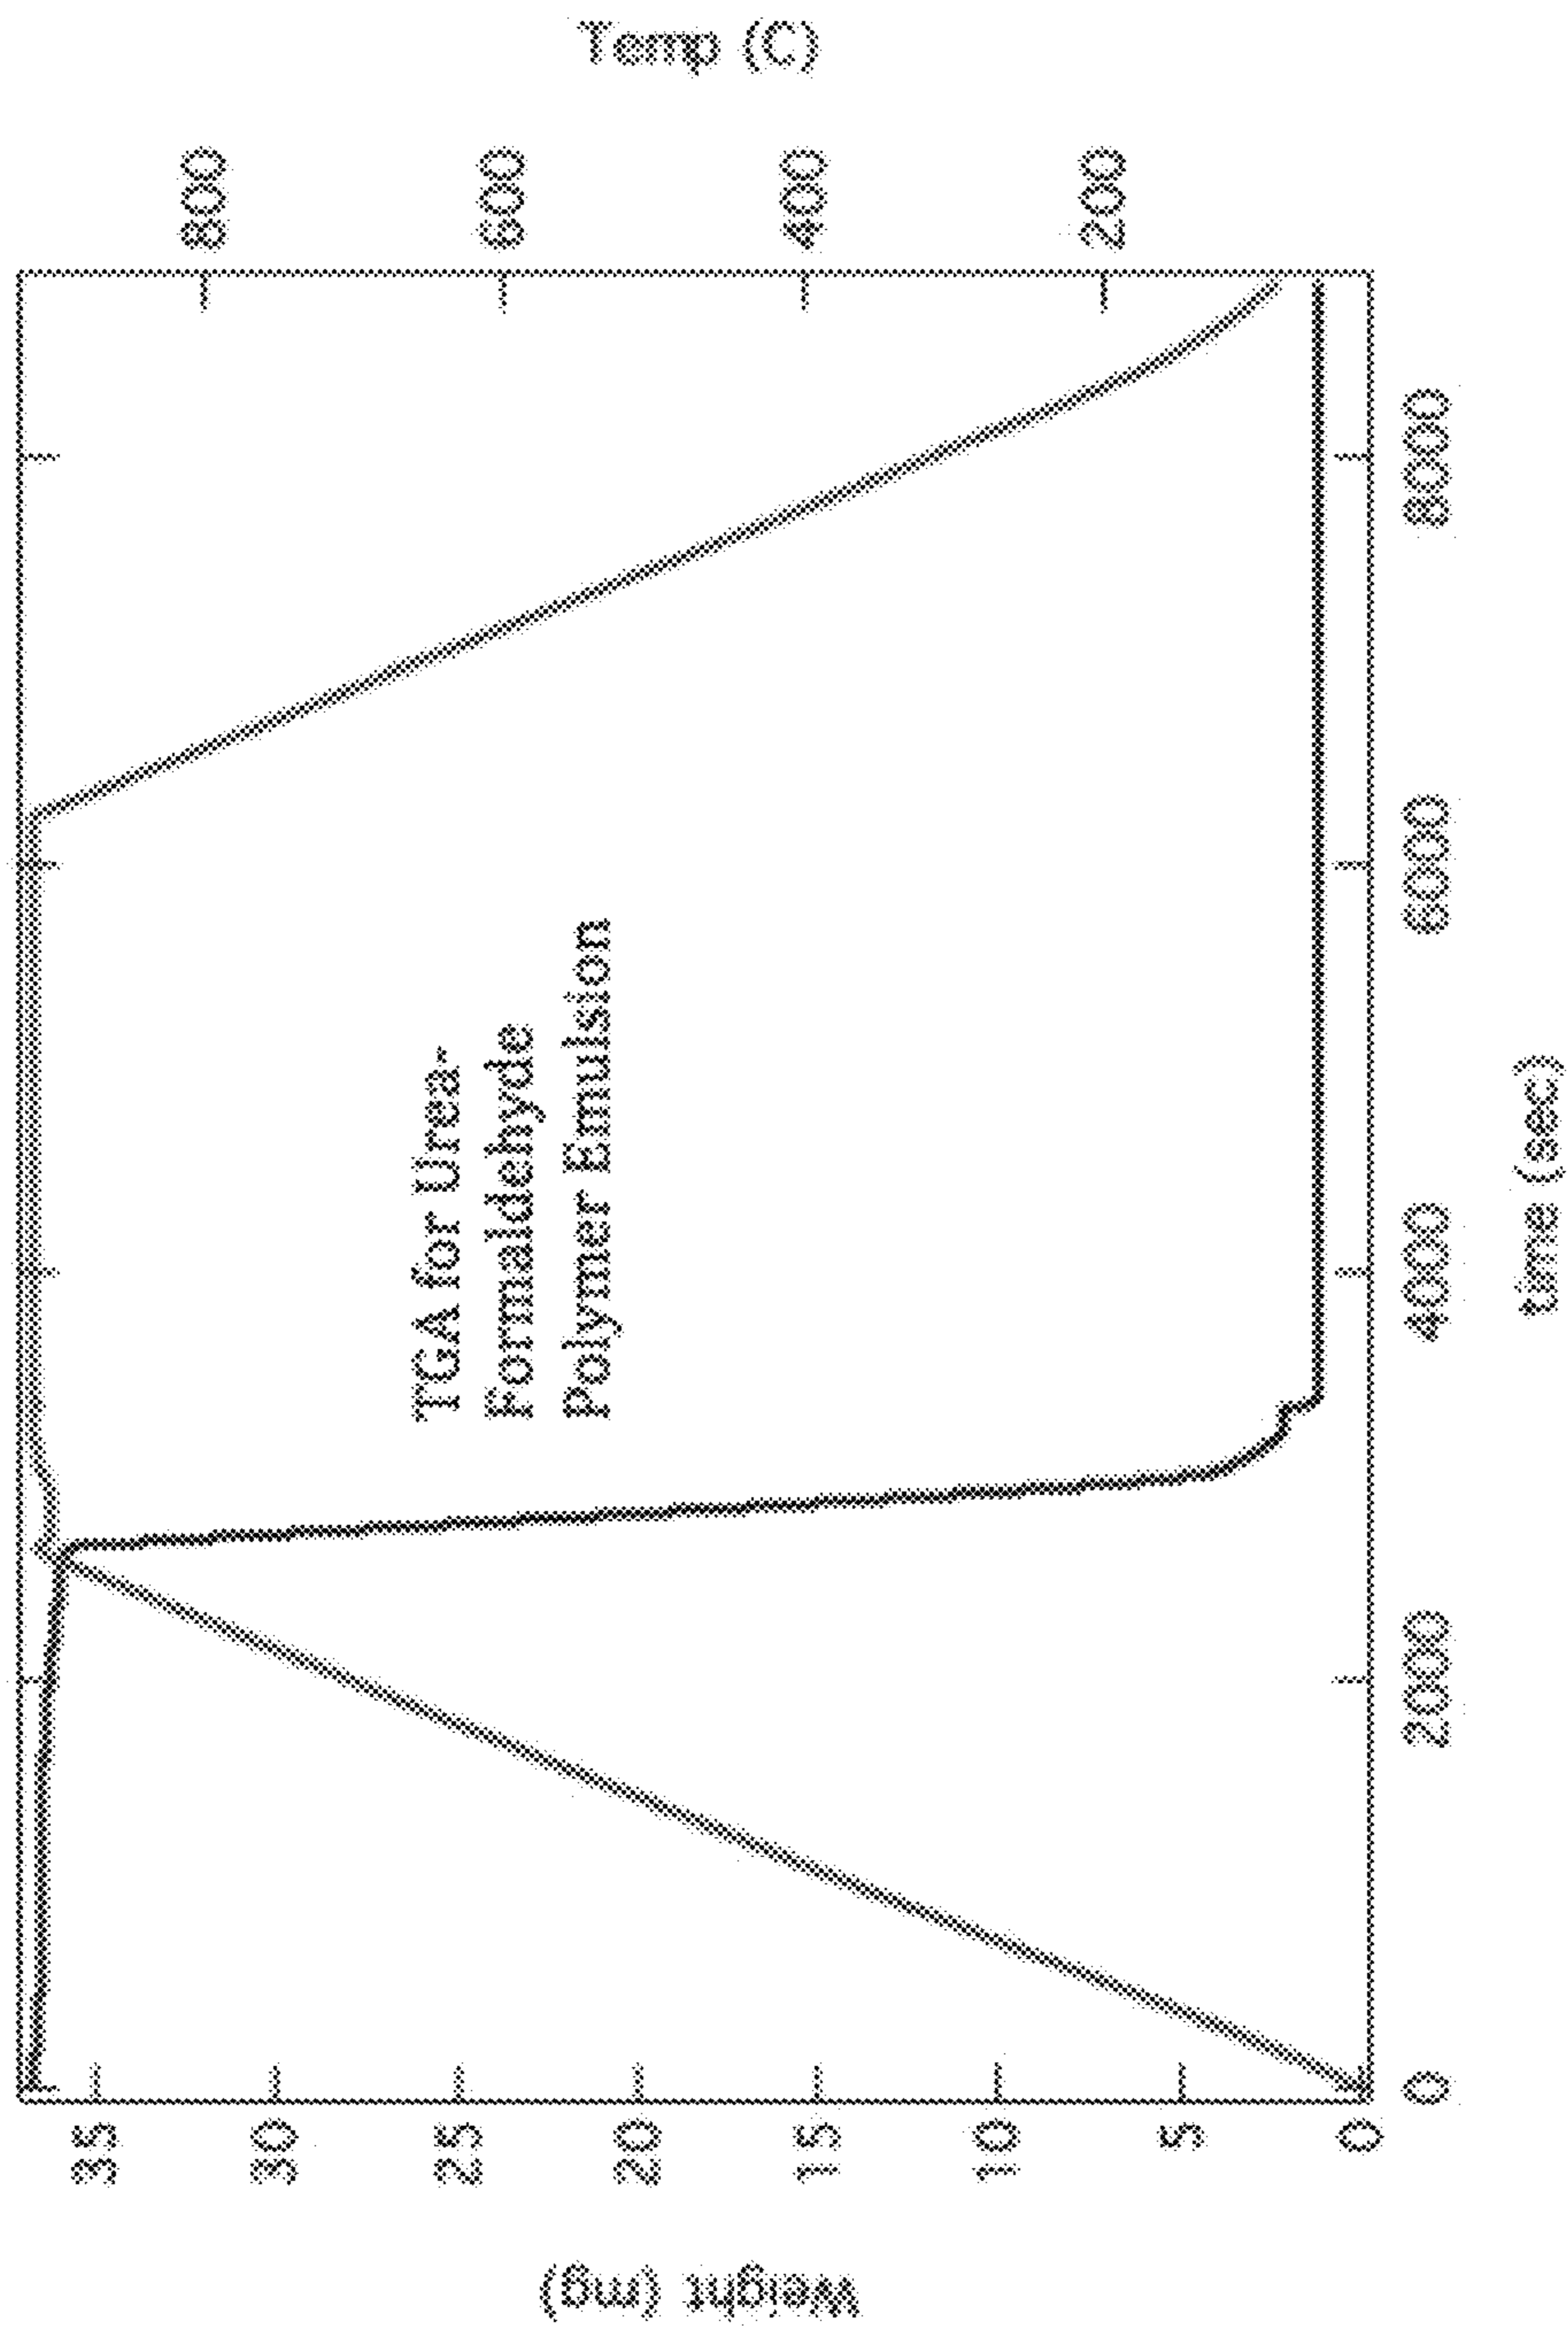 Temp (C)
800
600
400
200
TGA for Urea-
Formaldehyde
Polymer Emulsion
35
30
25
20
15
10
5
0
Weight (mg)
0
2000
4000
6000
8000
time (sec)